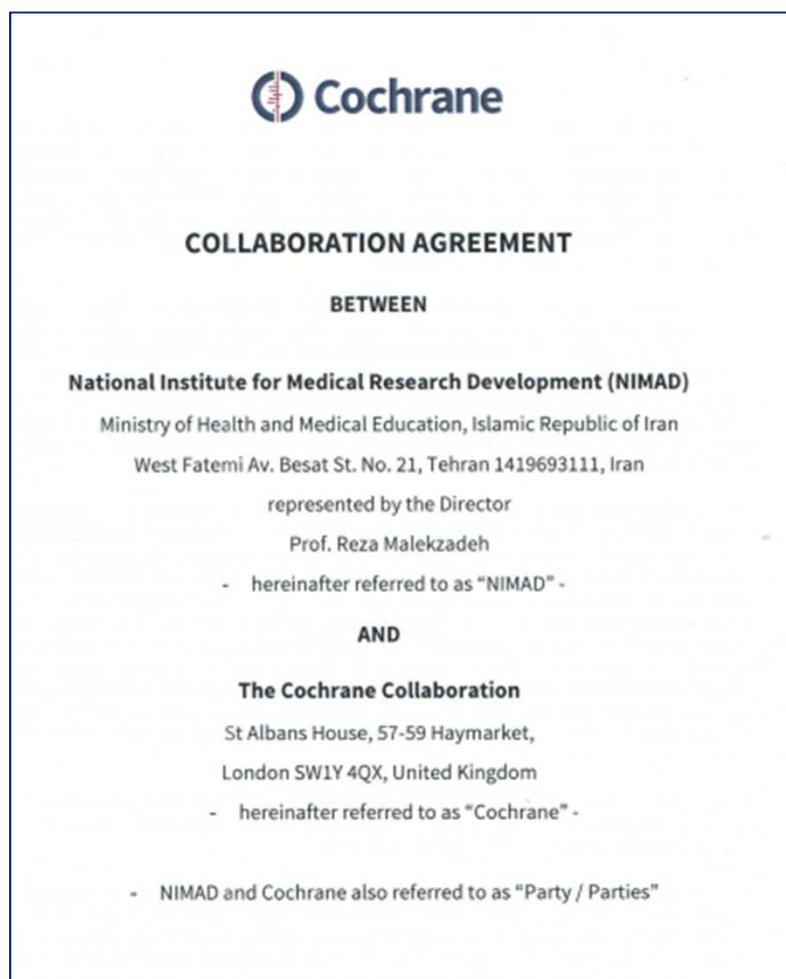 Cochrane
COLLABORATION AGREEMENT
BETWEEN
National Institute for Medical Research Development (NIMAD)
Ministry of Health and Medical Education, Islamic Republic of Iran
West Fatemi Av. Besat St. No. 21, Tehran 1419693111, Iran
represented by the Director
Prof. Reza Malekzadeh
- hereinafter referred to as “NIMAD” -
AND
The Cochrane Collaboration
St Albans House, 57-59 Haymarket,
London SW1Y 4QX, United Kingdom
- hereinafter referred to as “Cochrane” -
- NIMAD and Cochrane also referred to as “Party / Parties”